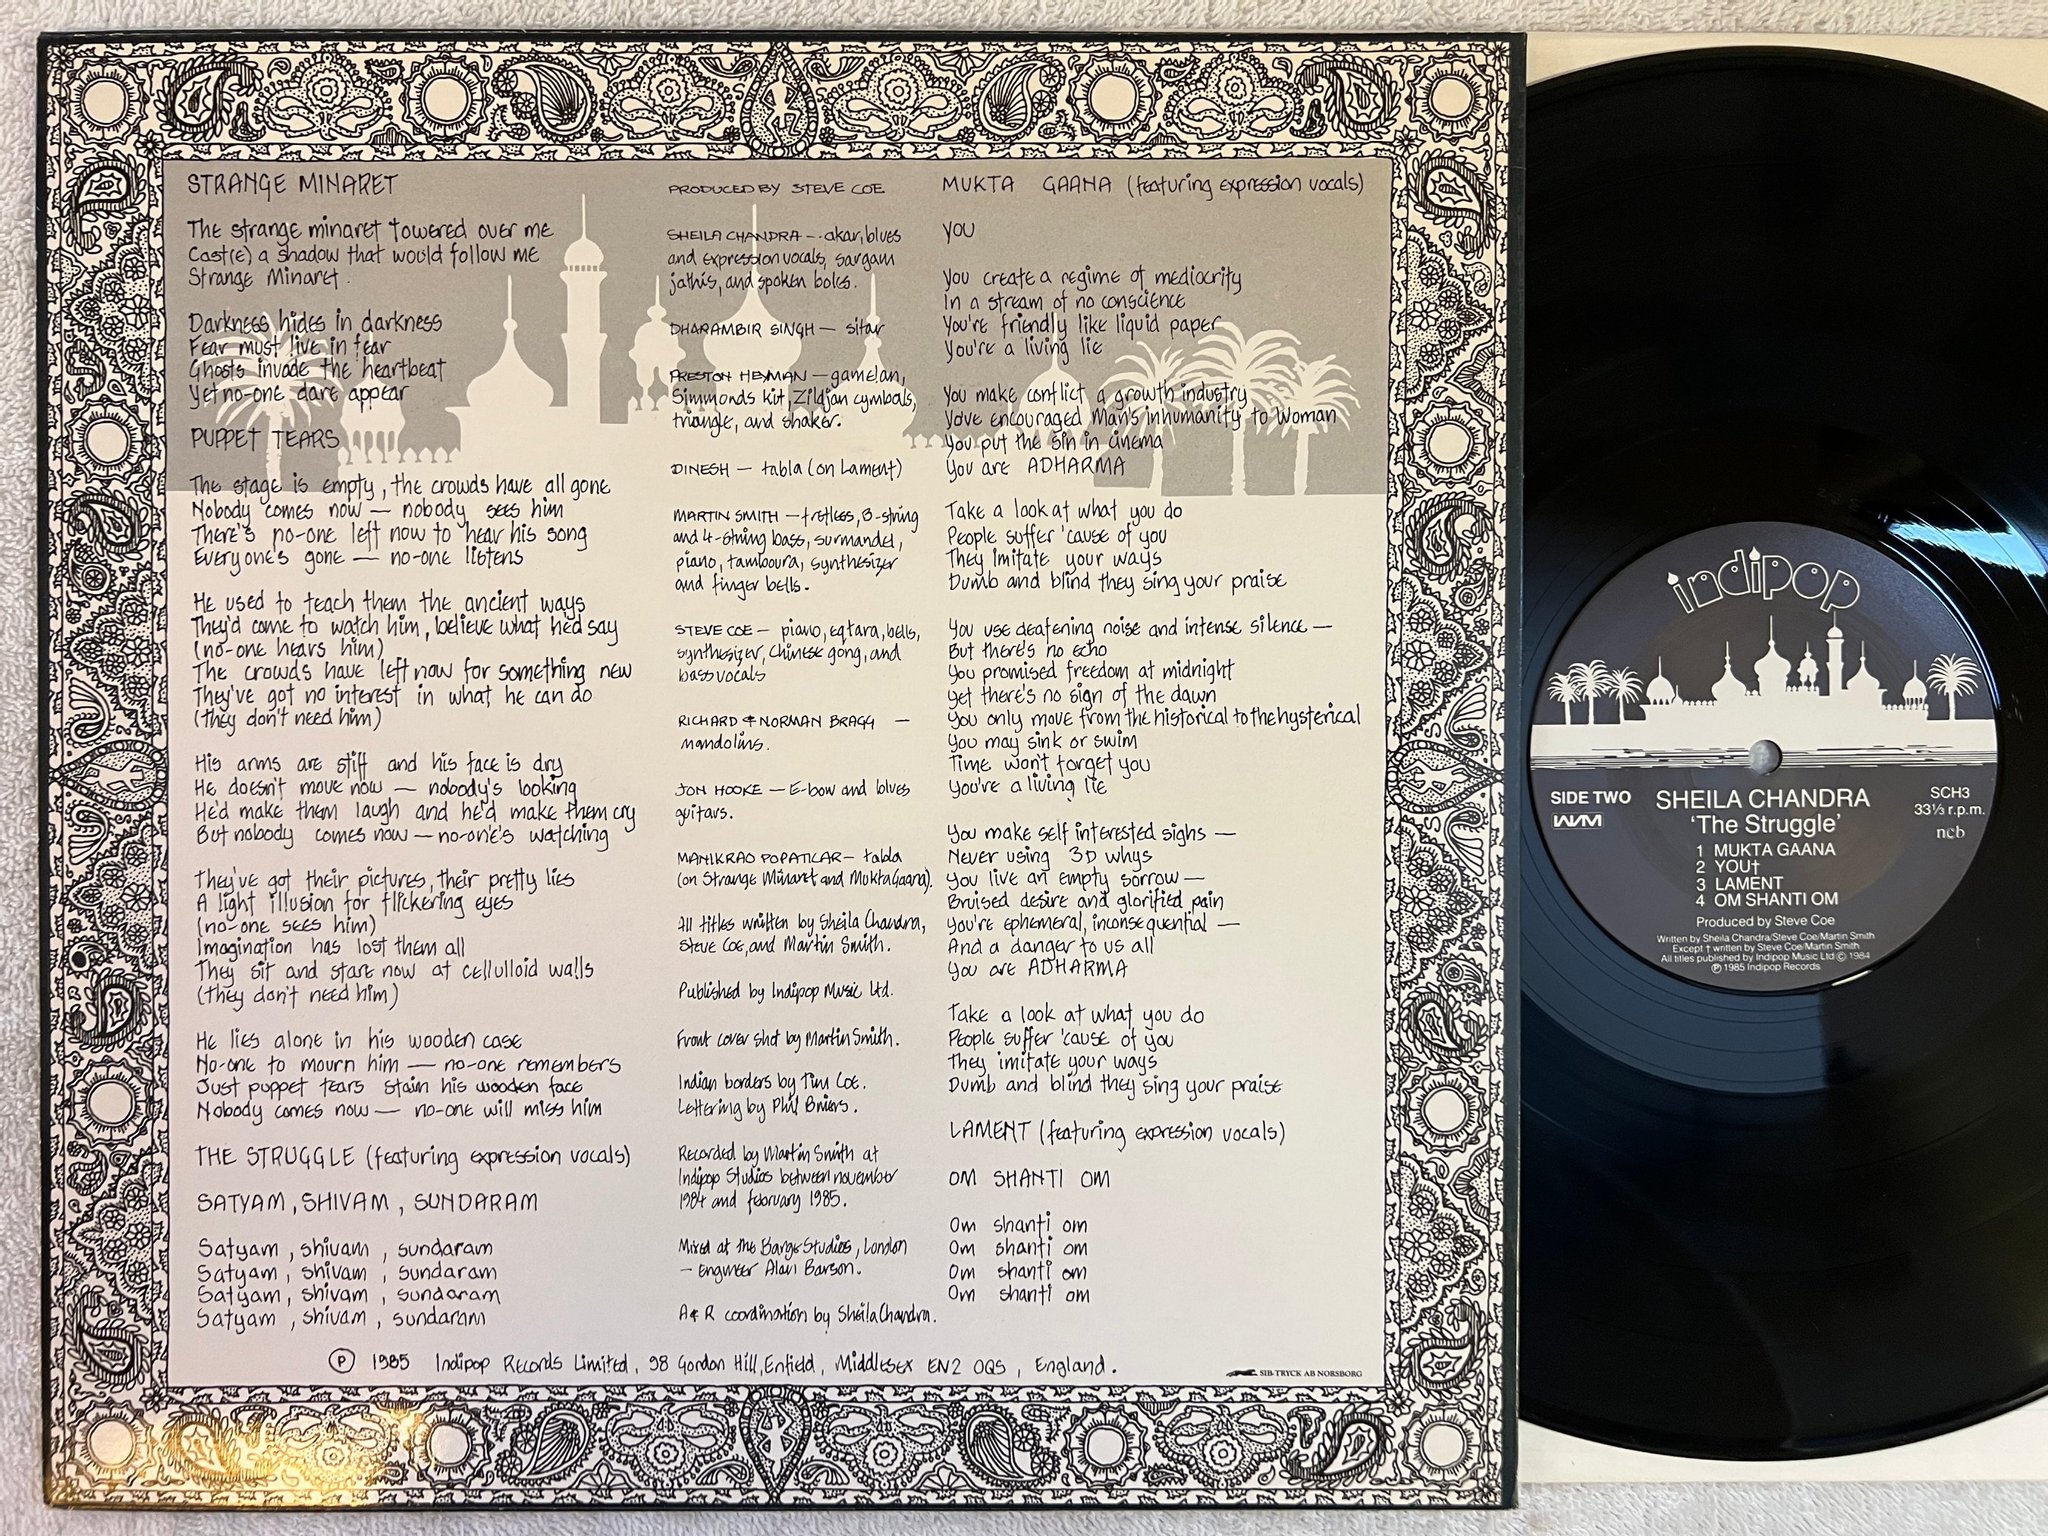 STRANGE MINARET
The strange minaret towered over me
Cast(e) a shadow that would follow me
Strange Minaret.
Darkness hides in darkness
Fear must live in fear
Ghosts invade the heartbeat
Yet no-one dare appear
PUPPET TEARS
The stage is empty, the crowds have all gone
Nobody comes now — nobody sees him
There's no-one left now to hear his song
Everyone's gone — no-one listens
He used to teach them the ancient ways
They'd come to watch him, believe what he'd say
(no-one hears him)
The crowds have left now for something new
They've got no interest in what he can do
(they don't need him)
His arms are stiff and his face is dry
He doesn't move now — nobody's looking
He'd make them laugh and he'd make them cry
But nobody comes now — no-one's watching
They've got their pictures, their pretty lies
A light illusion for flickering eyes
(no-one sees him)
Imagination has lost them all
They sit and stare now at cellulloid walls
(they don't need him)
He lies alone in his wooden case
No-one to mourn him — no-one remembers
Just puppet tears stain his wooden face
Nobody comes now — no-one will miss him
THE STRUGGLE (featuring expression vocals)
SATYAM, SHIVAM, SUNDARAM
Satyam, shivam, sundaram
Satyam, shivam, sundaram
Satyam, shivam, sundaram
Satyam, shivam, sundaram
PRODUCED BY STEVE COE
SHEILA CHANDRA — akar, blues
and expression vocals, sargam
jathis, and spoken boles.
DHARAMBIR SINGH — sitar
PRESTON HEYMAN — gamelan,
Simmonds kit, Zildjan cymbals,
triangle, and shaker.
DINESH — tabla (on Lament)
MARTIN SMITH — fretless, 8-string
and 4-string bass, surmandel,
piano, tamboura, synthesizer
and finger bells.
STEVE COE — piano, eqtara, bells,
synthesizer, chinese gong, and
bass vocals
RICHARD & NORMAN BRAGG —
mandolins.
JON HOOKE — E-bow and blues
guitars.
MANIKRAO POPATKAR — tabla
(on Strange Minaret and Mukta Gaana).
All titles written by Sheila Chandra,
Steve Coe, and Martin Smith.
Published by Indipop Music Ltd.
Front cover shot by Martin Smith.
Indian borders by Tim Coe.
Lettering by Phil Briers.
Recorded by Martin Smith at
Indipop Studios between november
1984 and february 1985.
Mixed at the Barge Studios, London
— engineer Alan Barson.
A & R coordination by Sheila Chandra.
MUKTA GAANA (featuring expression vocals)
YOU
You create a regime of mediocrity
In a stream of no conscience
You're friendly like liquid paper
You're a living lie
You make conflict a growth industry
Yove encouraged Man's inhumanity to Woman
You put the sin in cinema
You are ADHARMA
Take a look at what you do
People suffer 'cause of you
They imitate your ways
Dumb and blind they sing your praise
You use deafening noise and intense silence —
But there's no echo
You promised freedom at midnight
Yet there's no sign of the dawn
You only move from the historical to the hysterical
You may sink or swim
Time won't forget you
You're a living lie
You make self interested sighs —
Never using 3D whys
You live an empty sorrow —
Bruised desire and glorified pain
You're ephemeral, inconsequential —
And a danger to us all
You are ADHARMA
Take a look at what you do
People suffer 'cause of you
They imitate your ways
Dumb and blind they sing your praise
LAMENT (featuring expression vocals)
OM SHANTI OM
Om shanti om
Om shanti om
Om shanti om
Om shanti om
Ⓟ 1985 Indipop Records Limited, 98 Gordon Hill, Enfield, Middlesex EN2 0QS, England.
SIB-TRYCK AB NORSBORG
indipop
SIDE TWO
SHEILA CHANDRA
'The Struggle'
SCH3
33⅓ r.p.m.
ncb
1 MUKTA GAANA
2 YOU†
3 LAMENT
4 OM SHANTI OM
Produced by Steve Coe
Written by Sheila Chandra/Steve Coe/Martin Smith
Except † written by Steve Coe/Martin Smith
All titles published by Indipop Music Ltd © 1984
Ⓟ 1985 Indipop Records